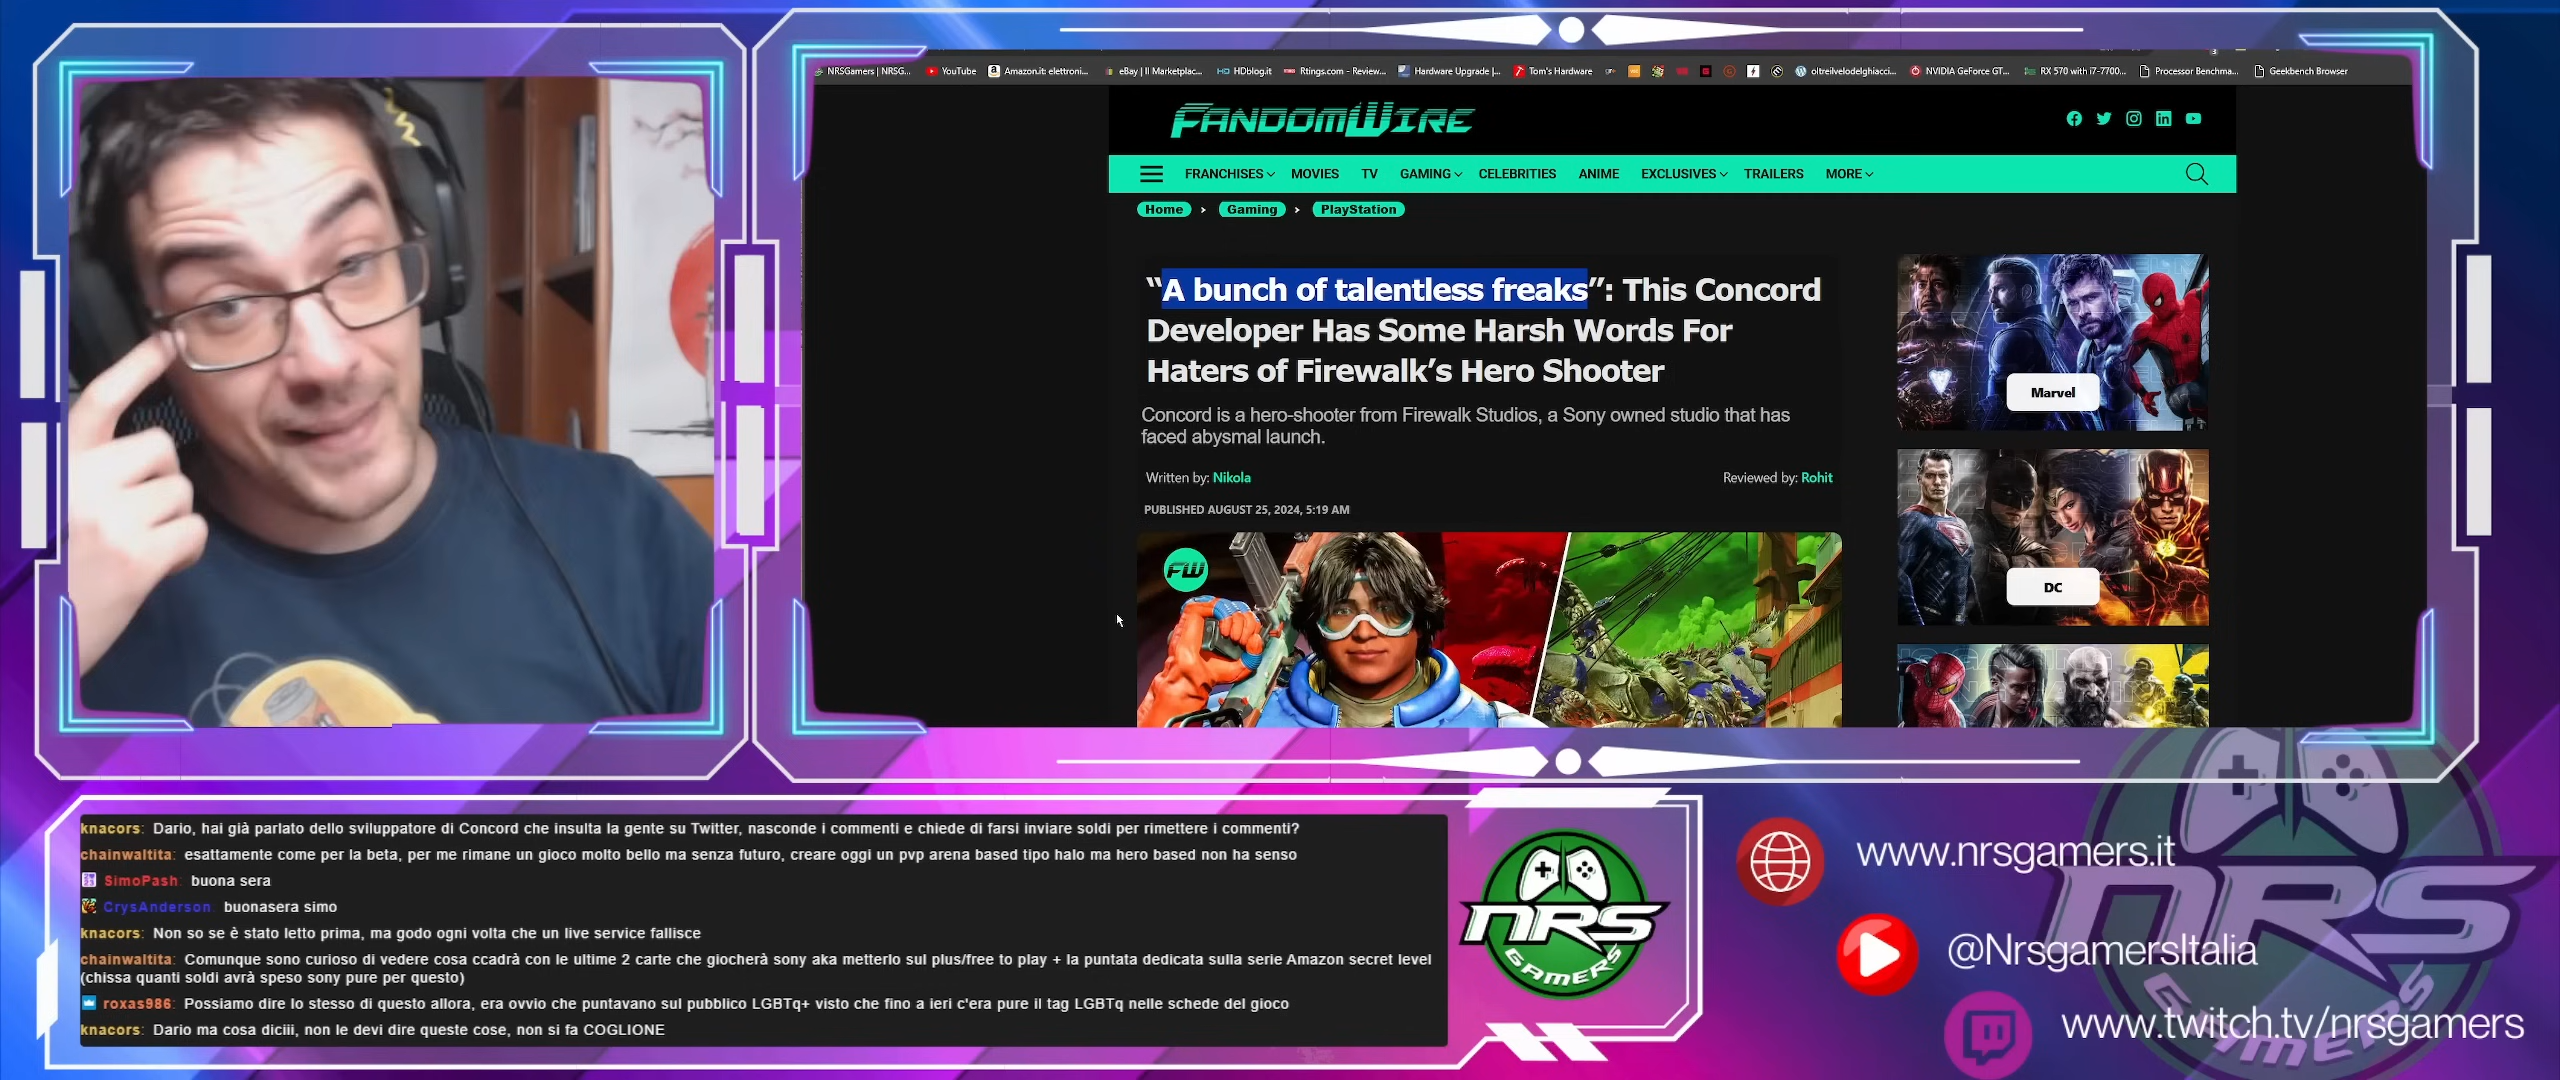 NRSGamers | NRSG... YouTube Amazon.it: elettroni... eBay | Il Marketplac... HDblog.it Rtings.com - Review... Hardware Upgrade |... Tom's Hardware oltreilvelodelghiacci... NVIDIA GeForce GT... RX 570 with i7-7700... Processor Benchma... Geekbench Browser
FANDOMWIRE
FRANCHISES MOVIES TV GAMING CELEBRITIES ANIME EXCLUSIVES TRAILERS MORE
Home > Gaming > PlayStation
“A bunch of talentless freaks”: This Concord
Developer Has Some Harsh Words For
Haters of Firewalk’s Hero Shooter
Concord is a hero-shooter from Firewalk Studios, a Sony owned studio that has
faced abysmal launch.
Written by: Nikola
Reviewed by: Rohit
PUBLISHED AUGUST 25, 2024, 5:19 AM
FW
Marvel
DC
knacors: Dario, hai già parlato dello sviluppatore di Concord che insulta la gente su Twitter, nasconde i commenti e chiede di farsi inviare soldi per rimettere i commenti?
chainwaltita: esattamente come per la beta, per me rimane un gioco molto bello ma senza futuro, creare oggi un pvp arena based tipo halo ma hero based non ha senso
SimoPash: buona sera
CrysAnderson: buonasera simo
knacors: Non so se è stato letto prima, ma godo ogni volta che un live service fallisce
chainwaltita: Comunque sono curioso di vedere cosa ccadrà con le ultime 2 carte che giocherà sony aka metterlo sul plus/free to play + la puntata dedicata sulla serie Amazon secret level
(chissa quanti soldi avrà speso sony pure per questo)
roxas986: Possiamo dire lo stesso di questo allora, era ovvio che puntavano sul pubblico LGBTq+ visto che fino a ieri c'era pure il tag LGBTq nelle schede del gioco
knacors: Dario ma cosa diciii, non le devi dire queste cose, non si fa COGLIONE
NRS
GAMERS
www.nrsgamers.it
@NrsgamersItalia
www.twitch.tv/nrsgamers
NRS
GAMERS